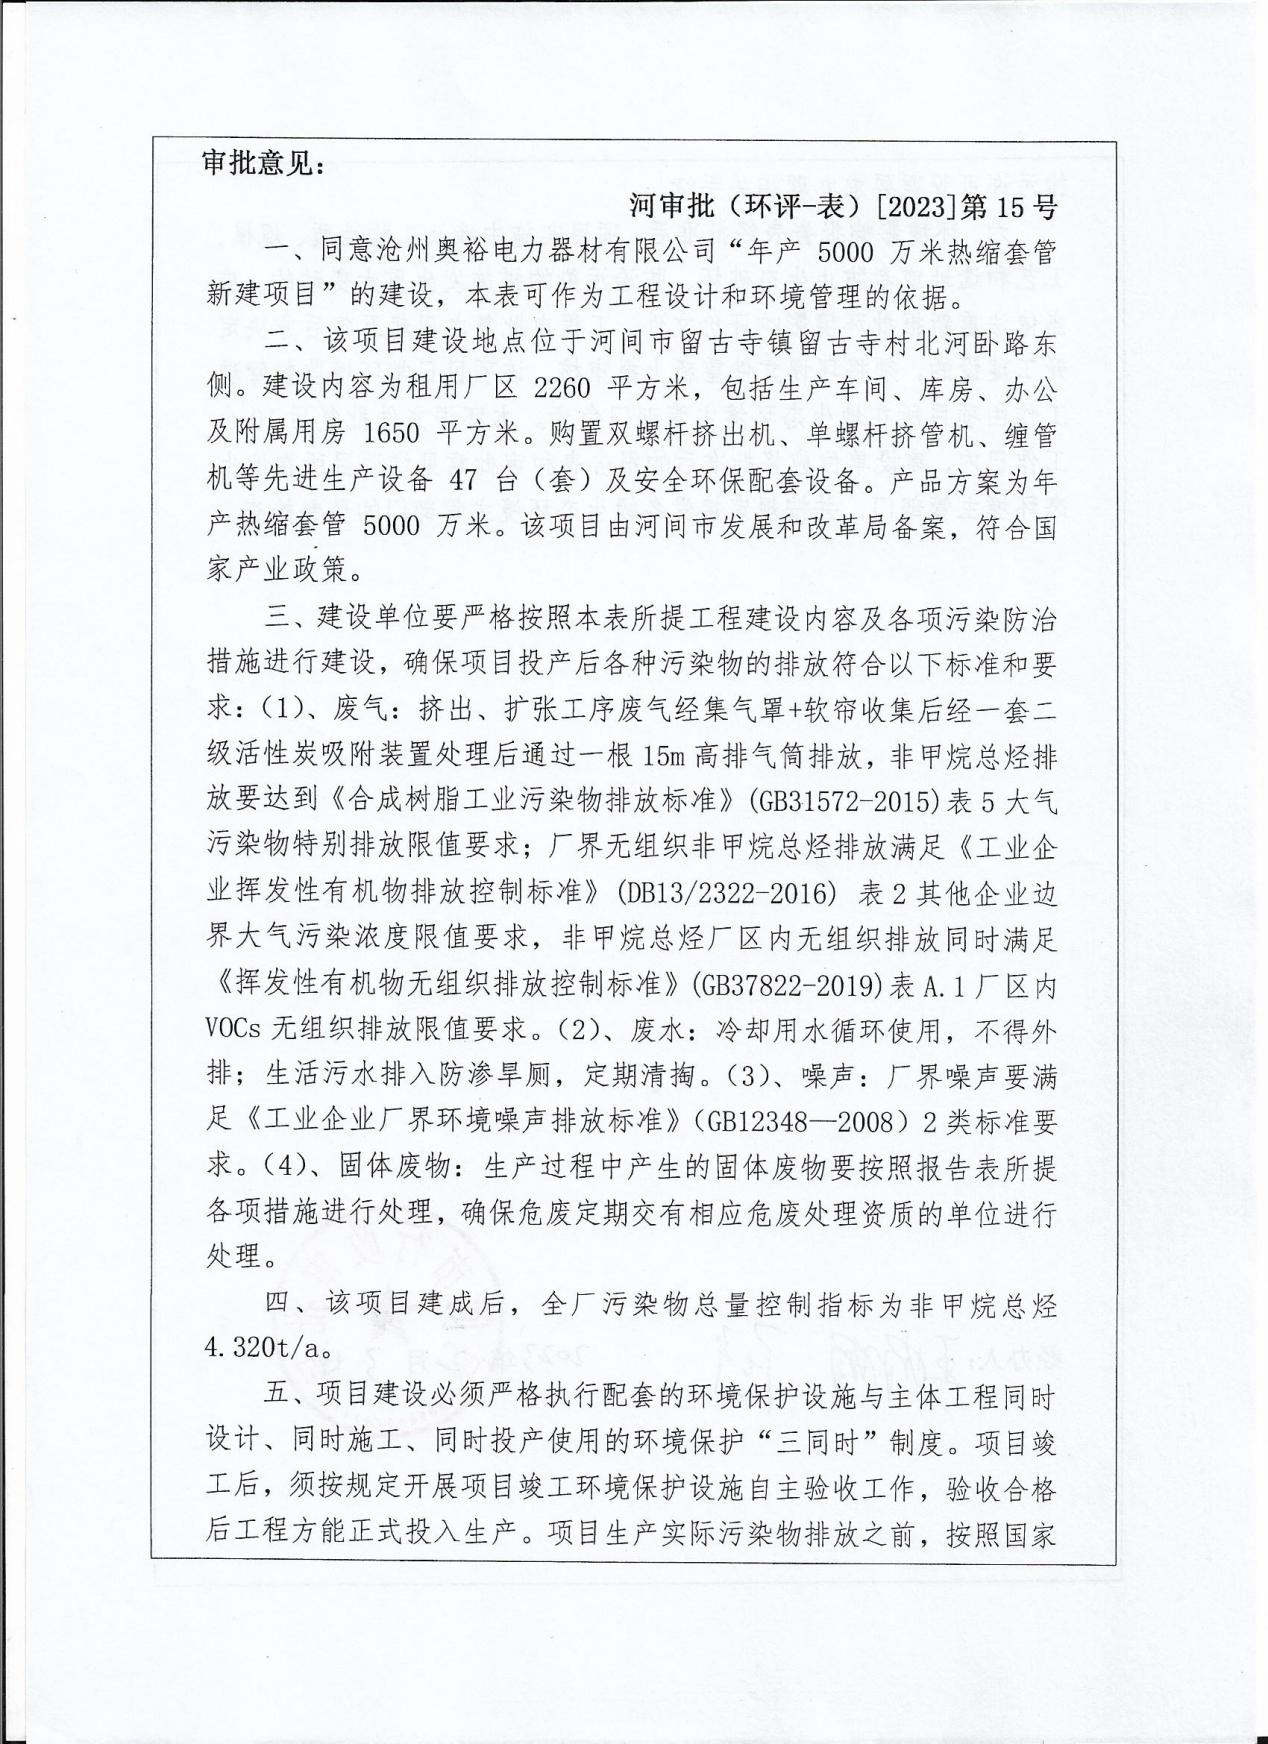 审批意见：
河审批（环评-表）[2023]第 15 号
一、同意沧州奥裕电力器材有限公司“年产 5000 万米热缩套管
新建项目”的建设，本表可作为工程设计和环境管理的依据。
二、该项目建设地点位于河间市留古寺镇留古寺村北河卧路东
侧。建设内容为租用厂区 2260 平方米，包括生产车间、库房、办公
及附属用房 1650 平方米。购置双螺杆挤出机、单螺杆挤管机、缠管
机等先进生产设备 47 台（套）及安全环保配套设备。产品方案为年
产热缩套管 5000 万米。该项目由河间市发展和改革局备案，符合国
家产业政策。
三、建设单位要严格按照本表所提工程建设内容及各项污染防治
措施进行建设，确保项目投产后各种污染物的排放符合以下标准和要
求：（1）、废气：挤出、扩张工序废气经集气罩+软帘收集后经一套二
级活性炭吸附装置处理后通过一根 15m 高排气筒排放，非甲烷总烃排
放要达到《合成树脂工业污染物排放标准》(GB31572-2015)表 5 大气
污染物特别排放限值要求；厂界无组织非甲烷总烃排放满足《工业企
业挥发性有机物排放控制标准》(DB13/2322-2016) 表 2 其他企业边
界大气污染浓度限值要求，非甲烷总烃厂区内无组织排放同时满足
《挥发性有机物无组织排放控制标准》(GB37822-2019)表 A.1 厂区内
VOCs 无组织排放限值要求。（2）、废水：冷却用水循环使用，不得外
排；生活污水排入防渗旱厕，定期清掏。（3）、噪声：厂界噪声要满
足《工业企业厂界环境噪声排放标准》（GB12348—2008）2 类标准要
求。（4）、固体废物：生产过程中产生的固体废物要按照报告表所提
各项措施进行处理，确保危废定期交有相应危废处理资质的单位进行
处理。
四、该项目建成后，全厂污染物总量控制指标为非甲烷总烃
4.320t/a。
五、项目建设必须严格执行配套的环境保护设施与主体工程同时
设计、同时施工、同时投产使用的环境保护“三同时”制度。项目竣
工后，须按规定开展项目竣工环境保护设施自主验收工作，验收合格
后工程方能正式投入生产。项目生产实际污染物排放之前，按照国家